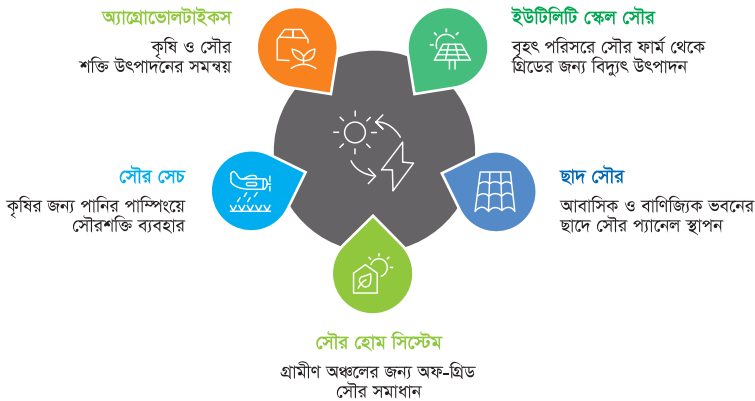 অ্যাগ্রোভোলটাইকস
কৃষি ও সৌর
শক্তি উৎপাদনের সমন্বয়
ইউটিলিটি স্কেল সৌর
বৃহৎ পরিসরে সৌর ফার্ম থেকে
গ্রিডের জন্য বিদ্যুৎ উৎপাদন
সৌর সেচ
কৃষির জন্য পানির পাম্পিংয়ে
সৌরশক্তি ব্যবহার
ছাদ সৌর
আবাসিক ও বাণিজ্যিক ভবনের
ছাদে সৌর প্যানেল স্থাপন
সৌর হোম সিস্টেম
গ্রামীণ অঞ্চলের জন্য অফ-গ্রিড
সৌর সমাধান